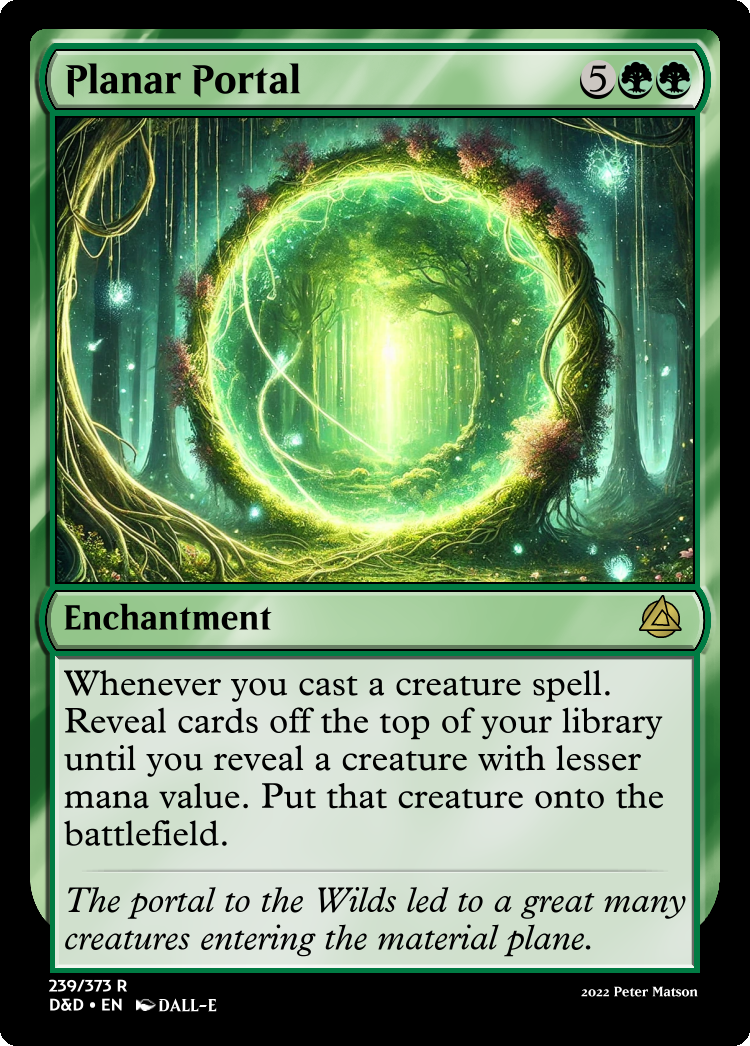 Planar Portal 5
Enchantment
Whenever you cast a creature spell.
Reveal cards off the top of your library
until you reveal a creature with lesser
mana value. Put that creature onto the
battlefield.
The portal to the Wilds led to a great many
creatures entering the material plane.
239/373 R
D&D • EN DALL-E
2022 Peter Matson